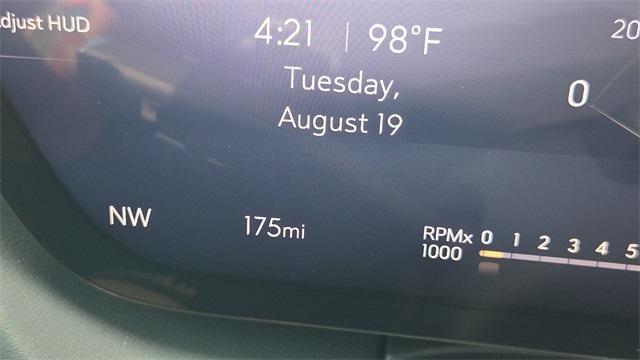 djust HUD
4:21 | 98°F
20
Tuesday,
August 19
0
NW
175mi
RPMx 0 1 2 3 4 5
1000